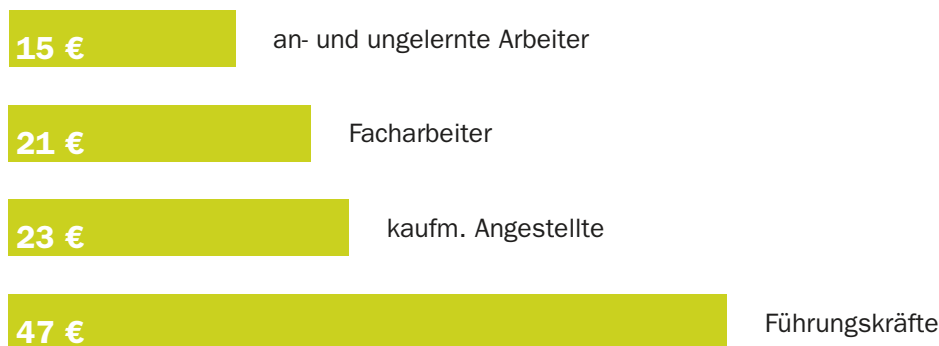 15 € an- und ungelernte Arbeiter
21 € Facharbeiter
23 € kaufm. Angestellte
47 € Führungskräfte